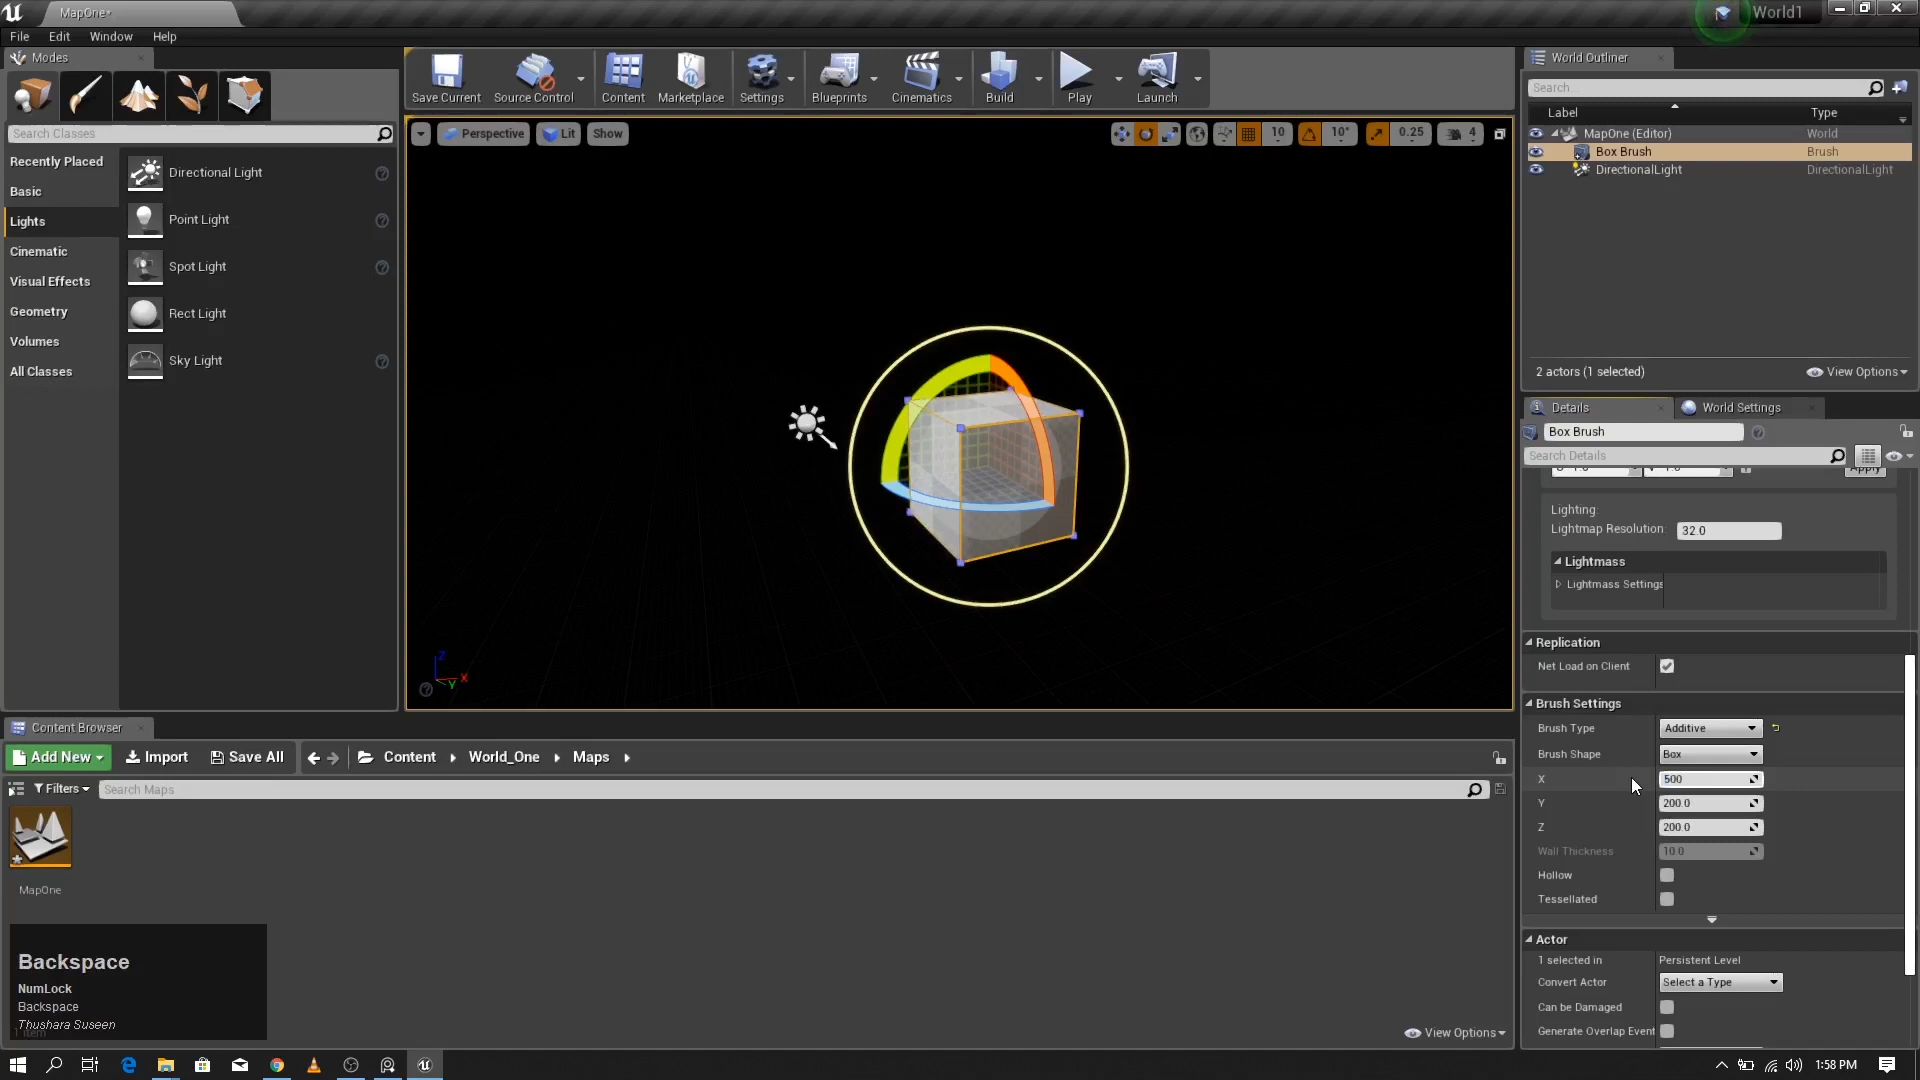 MapOne*
World1
File Edit Window Help
Modes
Search Classes
Recently Placed
Basic
Lights
Cinematic
Visual Effects
Geometry
Volumes
All Classes
Directional Light
Point Light
Spot Light
Rect Light
Sky Light
Save Current Source Control Content Marketplace Settings Blueprints Cinematics Build Play Launch
Perspective Lit Show 10 10° 0.25 4
Z
X
Y
World Outliner
Search...
Label Type
MapOne (Editor) World
Box Brush Brush
DirectionalLight DirectionalLight
2 actors (1 selected) View Options
Details World Settings
Box Brush
Search Details
Apply
Lighting:
Lightmap Resolution: 32.0
Lightmass
Lightmass Settings
Replication
Net Load on Client
Brush Settings
Brush Type Additive
Brush Shape Box
X 500
Y 200.0
Z 200.0
Wall Thickness 10.0
Hollow
Tessellated
Actor
1 selected in Persistent Level
Convert Actor Select a Type
Can be Damaged
Generate Overlap Event
Content Browser
Add New Import Save All Content World_One Maps
Filters Search Maps
MapOne
Backspace
NumLock
Backspace
Thushara Suseen
View Options
1:58 PM